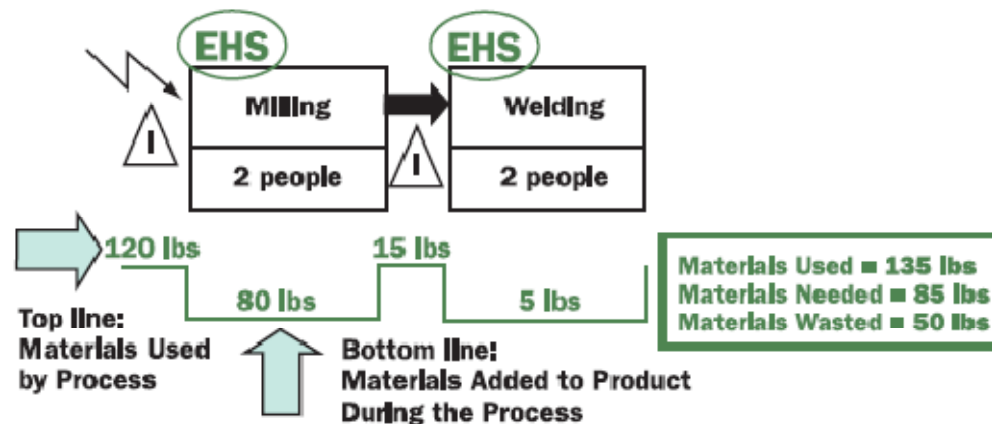 EHS
EHS
Milling
Welding
I
I
2 people
2 people
120 lbs
15 lbs
80 lbs
5 lbs
Materials Used = 135 lbs
Materials Needed = 85 lbs
Materials Wasted = 50 lbs
Top line:
Materials Used
by Process
Bottom line:
Materials Added to Product
During the Process